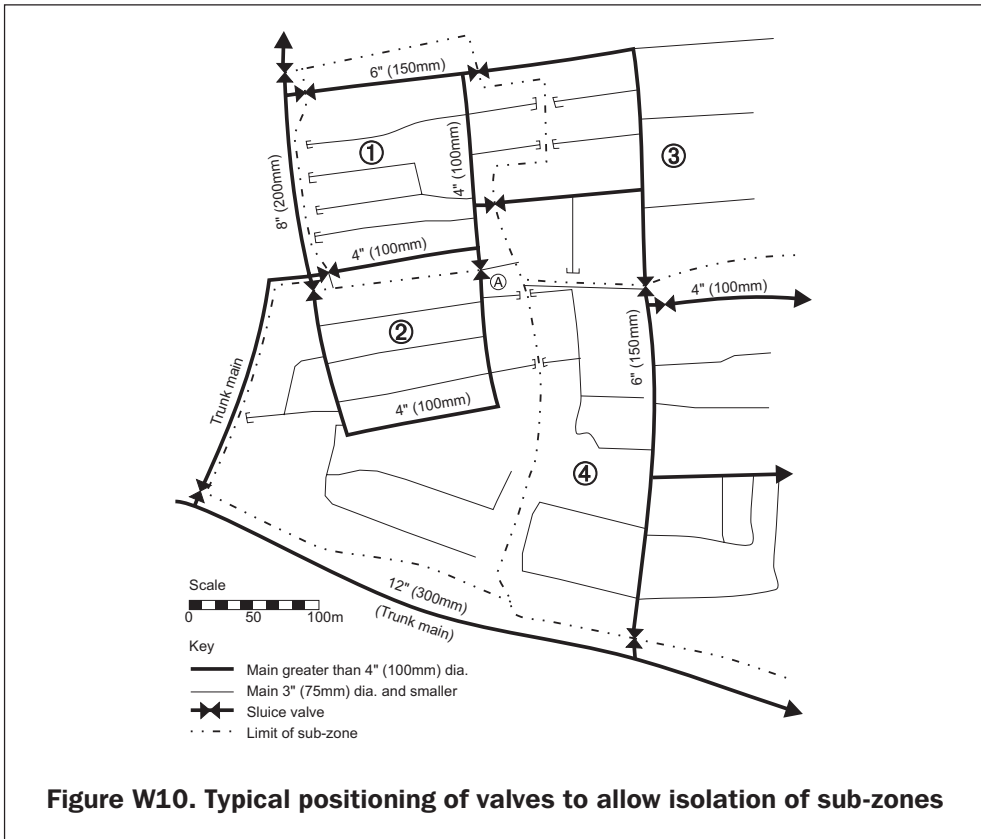 6" (150mm)
①
4" (100mm)
③
8" (200mm)
4" (100mm)
Ⓐ
4" (100mm)
②
6" (150mm)
Trunk main
4" (100mm)
④
12" (300mm)
(Trunk main)
Scale
0 50 100m
Key
Main greater than 4" (100mm) dia.
Main 3" (75mm) dia. and smaller
Sluice valve
Limit of sub-zone
Figure W10. Typical positioning of valves to allow isolation of sub-zones